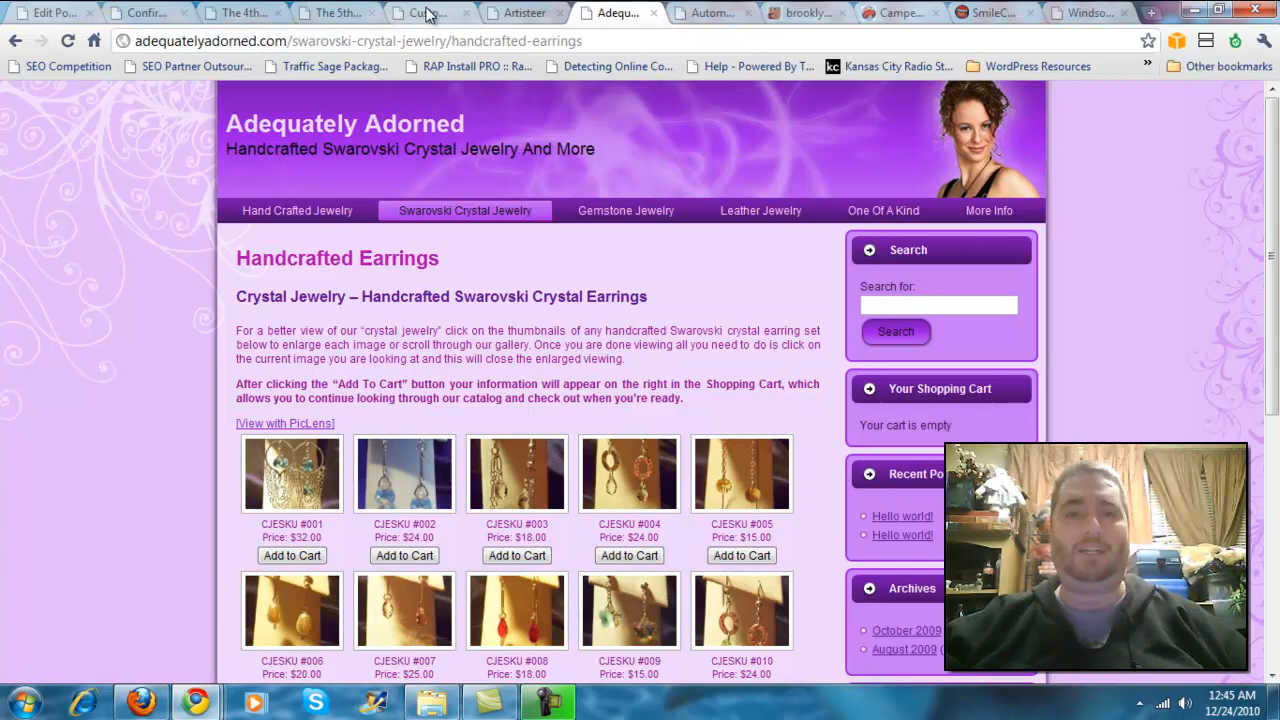 Edit Po...
Confir...
The 4th...
The 5th...
Artisteer
Adequ...
Autom...
brookly...
Campe...
SmileC...
Windso...
adequatelyadorned.com/swarovski-crystal-jewelry/handcrafted-earrings
SEO Competition
SEO Partner Outsour...
Traffic Sage Packag...
RAP Install PRO :: Ra...
Detecting Online Co...
Help - Powered By T...
kc Kansas City Radio St...
WordPress Resources
»
Other bookmarks
Adequately Adorned
Handcrafted Swarovski Crystal Jewelry And More
Hand Crafted Jewelry
Swarovski Crystal Jewelry
Gemstone Jewelry
Leather Jewelry
One Of A Kind
More Info
Handcrafted Earrings
Crystal Jewelry – Handcrafted Swarovski Crystal Earrings
For a better view of our “crystal jewelry” click on the thumbnails of any handcrafted Swarovski crystal earring set
below to enlarge each image or scroll through our gallery. Once you are done viewing all you need to do is click on
the current image you are looking at and this will close the enlarged viewing.
After clicking the “Add To Cart” button your information will appear on the right in the Shopping Cart, which
allows you to continue looking through our catalog and check out when you’re ready.
[View with PicLens]
CJESKU #001
Price: $32.00
Add to Cart
CJESKU #002
Price: $24.00
Add to Cart
CJESKU #003
Price: $18.00
Add to Cart
CJESKU #004
Price: $24.00
Add to Cart
CJESKU #005
Price: $15.00
Add to Cart
CJESKU #006
Price: $20.00
CJESKU #007
Price: $25.00
CJESKU #008
Price: $18.00
CJESKU #009
Price: $15.00
CJESKU #010
Price: $24.00
Search
Search for:
Search
Your Shopping Cart
Your cart is empty
Recent Po
Hello world!
Hello world!
Archives
October 2009
August 2009 (
12:45 AM
12/24/2010